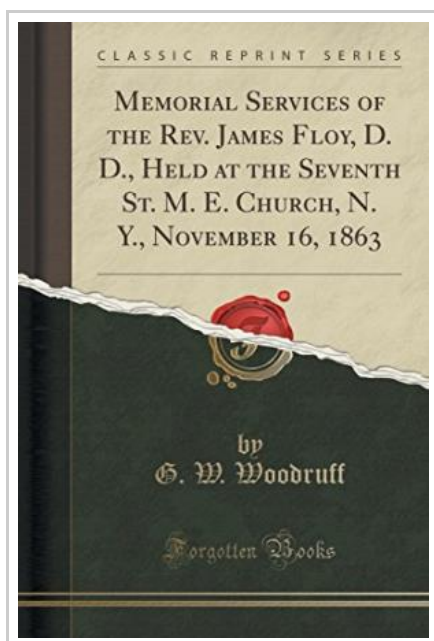 CLASSIC REPRINT SERIES
MEMORIAL SERVICES OF
THE REV. JAMES FLOY, D.
D., HELD AT THE SEVENTH
ST. M. E. CHURCH, N.
Y., NOVEMBER 16, 1863
F
by
G. W. Woodruff
Forgotten Books